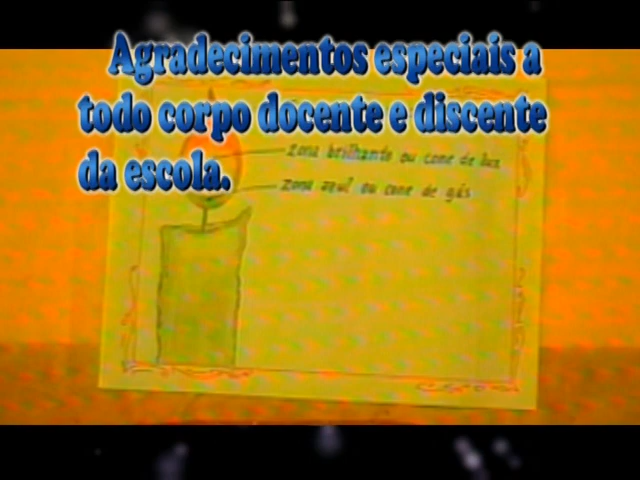 Agradecimentos especiais a
todo corpo docente e discente
da escola.
zona brilhante ou cone de luz
zona azul ou cone de gás